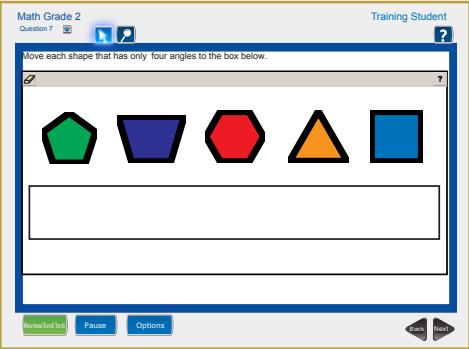 Math Grade 2
Training Student
Question 7
?
Move each shape that has only four angles to the box below.
?
Review/End Test
Pause
Options
Back
Next